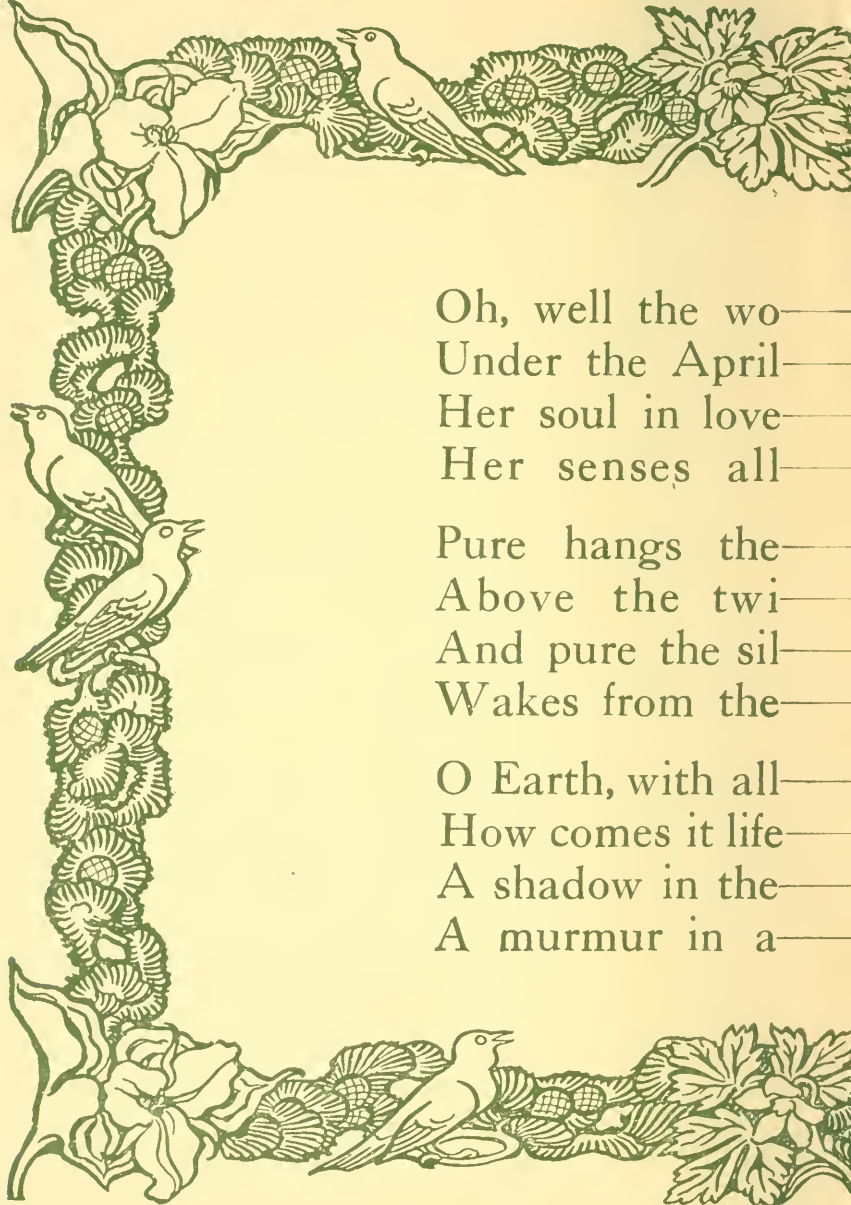 Oh, well the wo—
Under the April—
Her soul in love—
Her senses all—
Pure hangs the—
Above the twi—
And pure the sil—
Wakes from the—
O Earth, with all—
How comes it life—
A shadow in the—
A murmur in a—